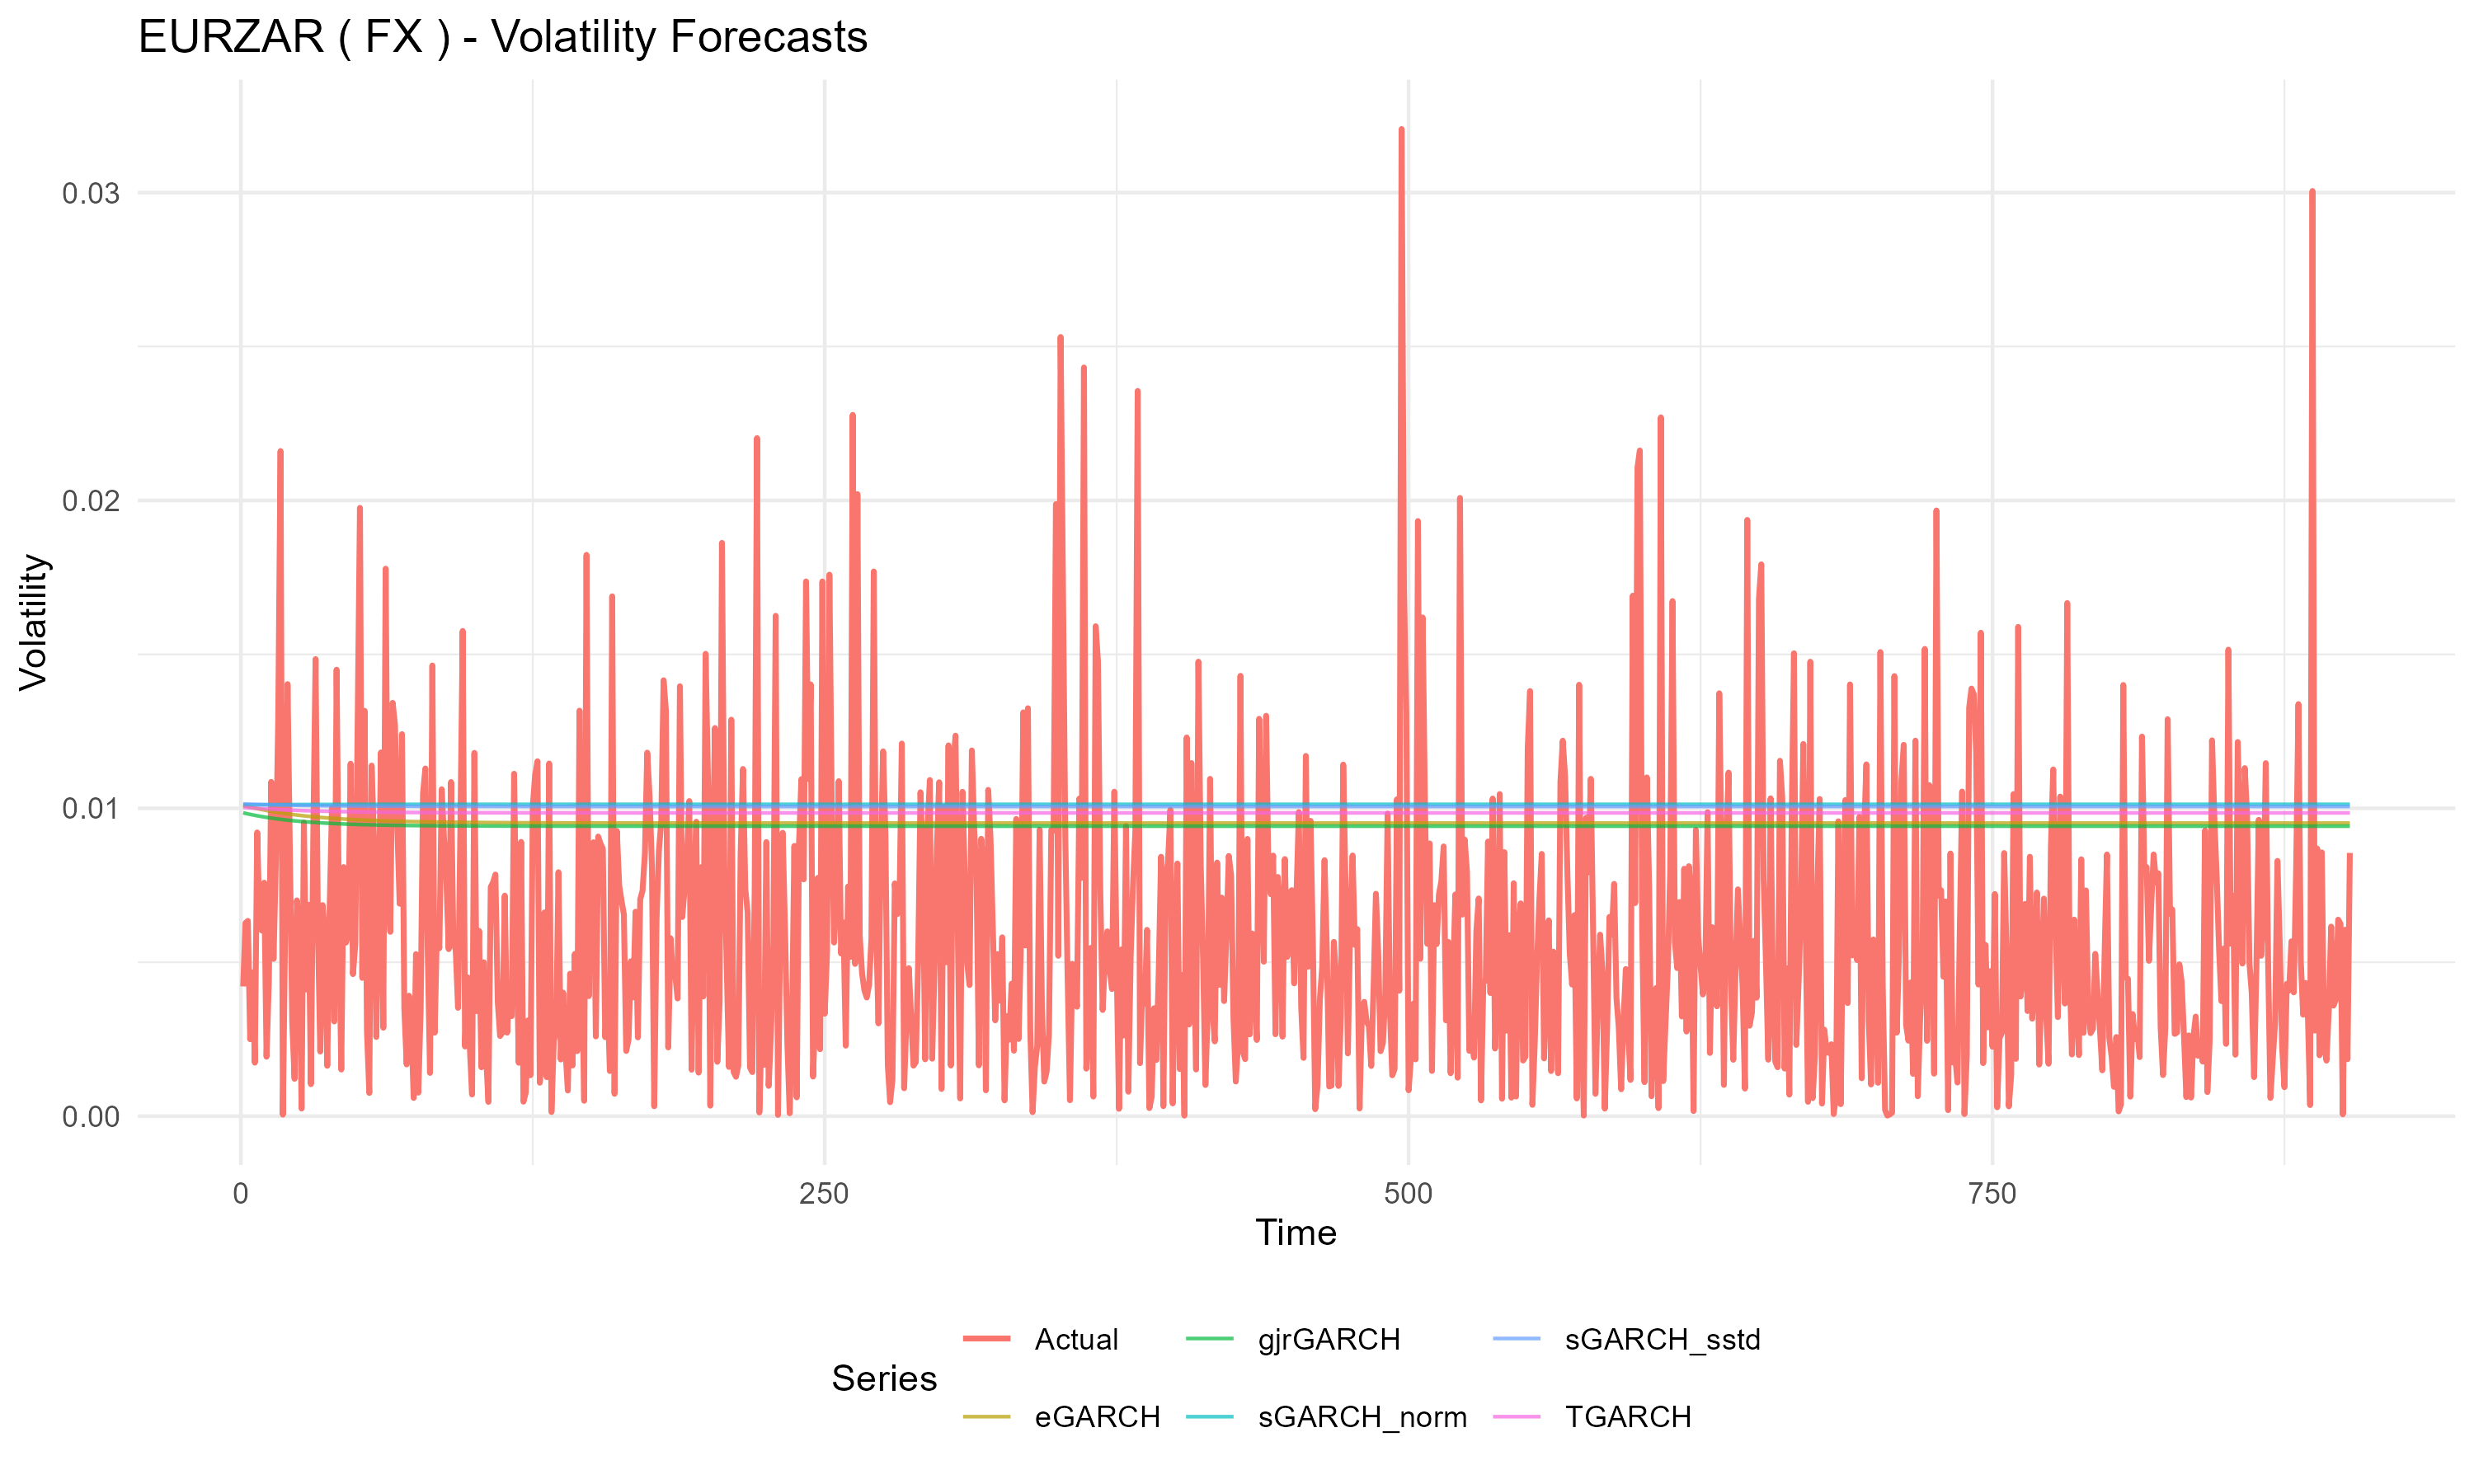 EURZAR ( FX ) - Volatility Forecasts
Volatility
0.03
0.02
0.01
0.00
0 250 500 750
Time
Series
Actual gjrGARCH sGARCH_sstd
eGARCH sGARCH_norm TGARCH